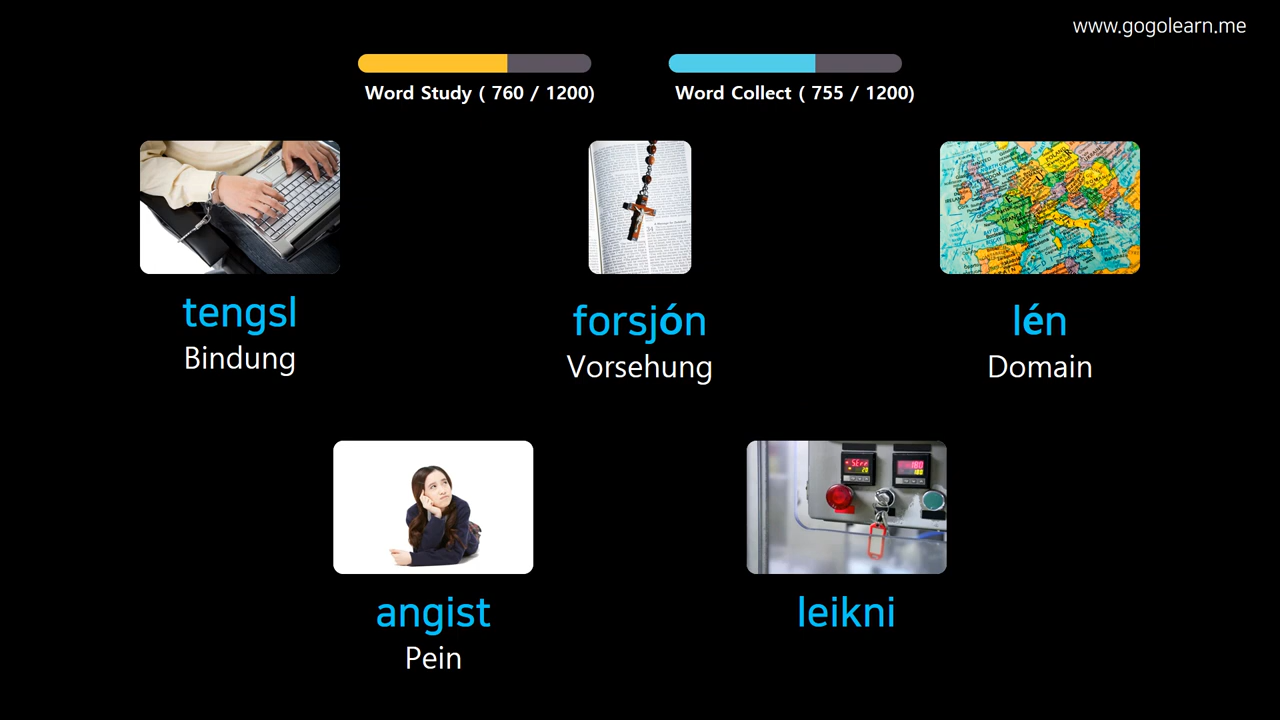 www.gogolearn.me
Word Study ( 760 / 1200)
Word Collect ( 755 / 1200)
tengsl
Bindung
forsjón
Vorsehung
lén
Domain
angist
Pein
leikni